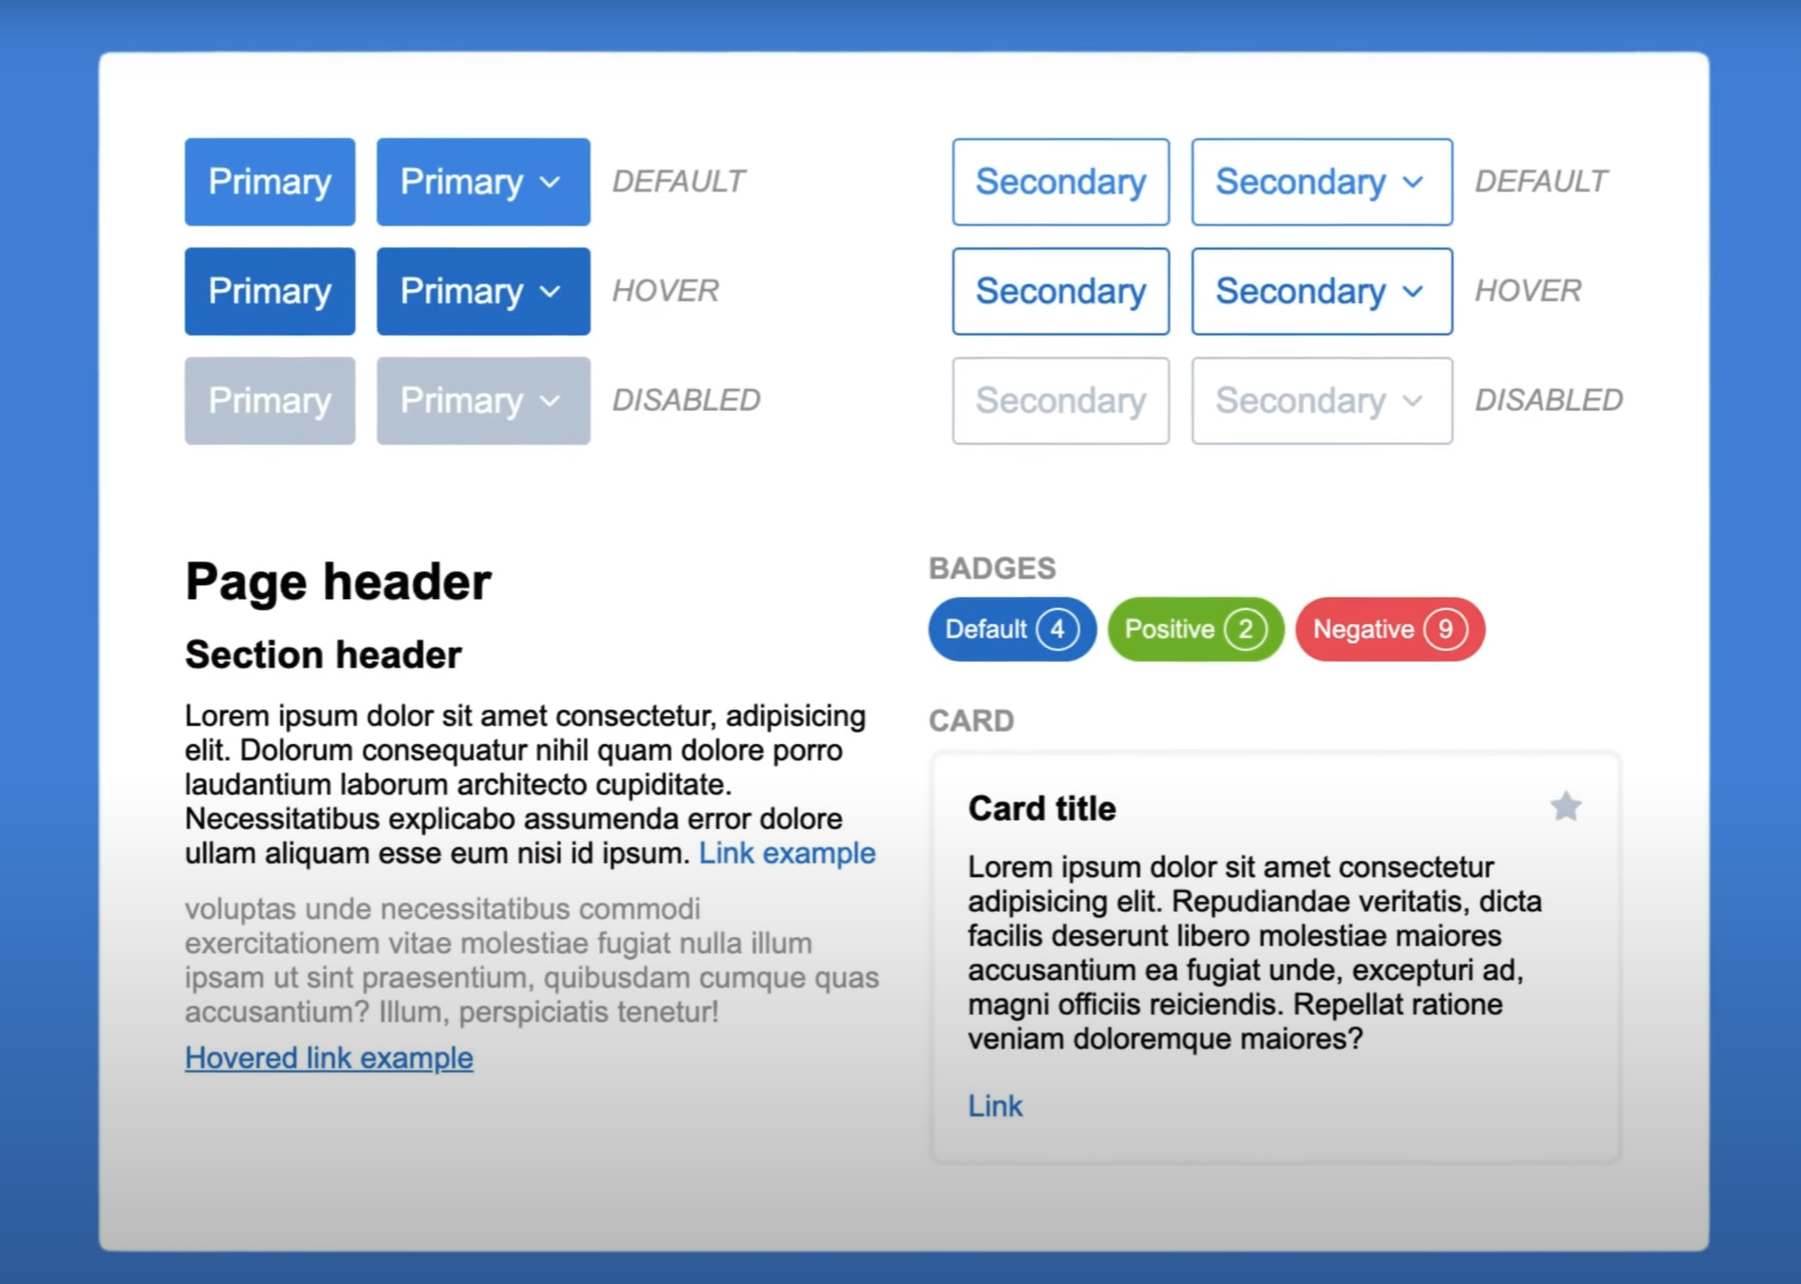 Primary Primary DEFAULT
Primary Primary HOVER
Primary Primary DISABLED
Secondary Secondary DEFAULT
Secondary Secondary HOVER
Secondary Secondary DISABLED
Page header
Section header
Lorem ipsum dolor sit amet consectetur, adipisicing
elit. Dolorum consequatur nihil quam dolore porro
laudantium laborum architecto cupiditate.
Necessitatibus explicabo assumenda error dolore
ullam aliquam esse eum nisi id ipsum. Link example
voluptas unde necessitatibus commodi
exercitationem vitae molestiae fugiat nulla illum
ipsam ut sint praesentium, quibusdam cumque quas
accusantium? Illum, perspiciatis tenetur!
Hovered link example
BADGES
Default 4 Positive 2 Negative 9
CARD
Card title
Lorem ipsum dolor sit amet consectetur
adipisicing elit. Repudiandae veritatis, dicta
facilis deserunt libero molestiae maiores
accusantium ea fugiat unde, excepturi ad,
magni officiis reiciendis. Repellat ratione
veniam doloremque maiores?
Link